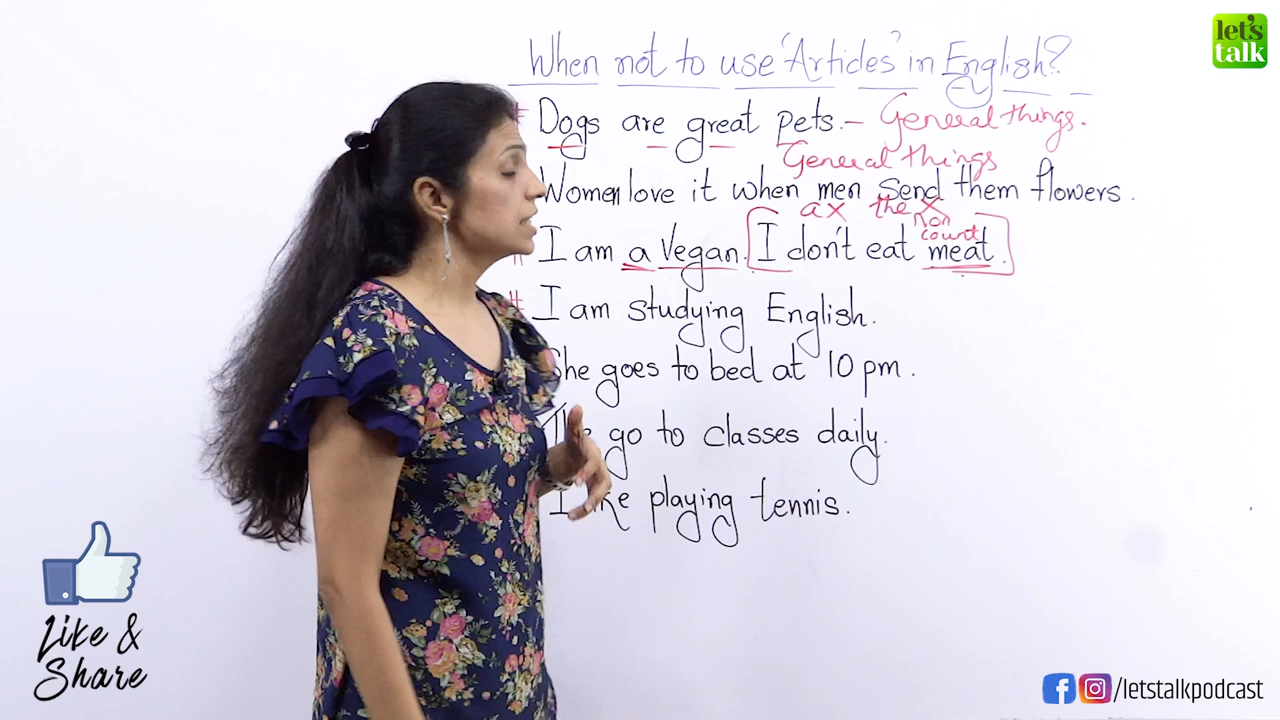 let's
talk
When not to use 'Articles' in English?
Dogs are great pets. - General things.
General things
Women love it when men send them flowers.
a X the X non
count
# I am a Vegan. I don't eat meat.
# I am studying English.
She goes to bed at 10 pm.
go to classes daily.
I playing tennis.
Like &
Share
/letstalkpodcast